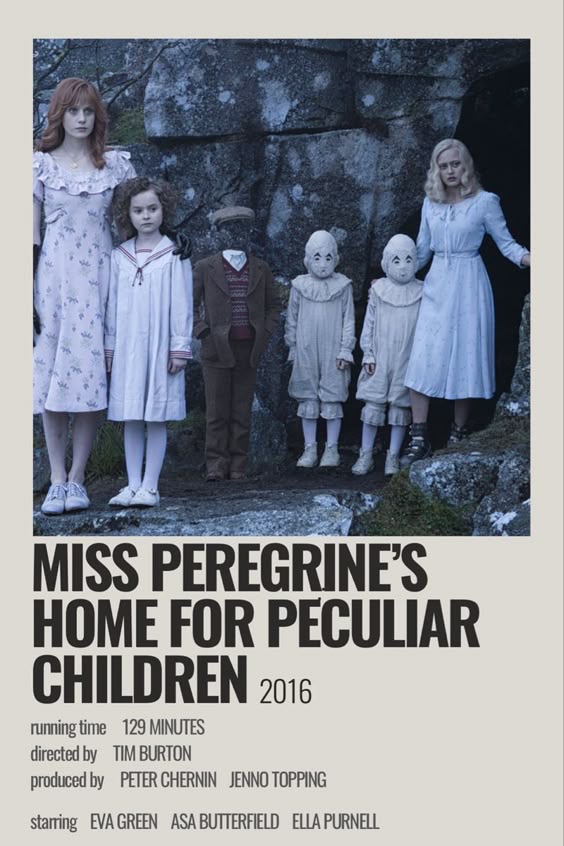 MISS PEREGRINE’S
HOME FOR PECULIAR
CHILDREN 2016
running time 129 MINUTES
directed by TIM BURTON
produced by PETER CHERNIN JENNO TOPPING
starring EVA GREEN ASA BUTTERFIELD ELLA PURNELL